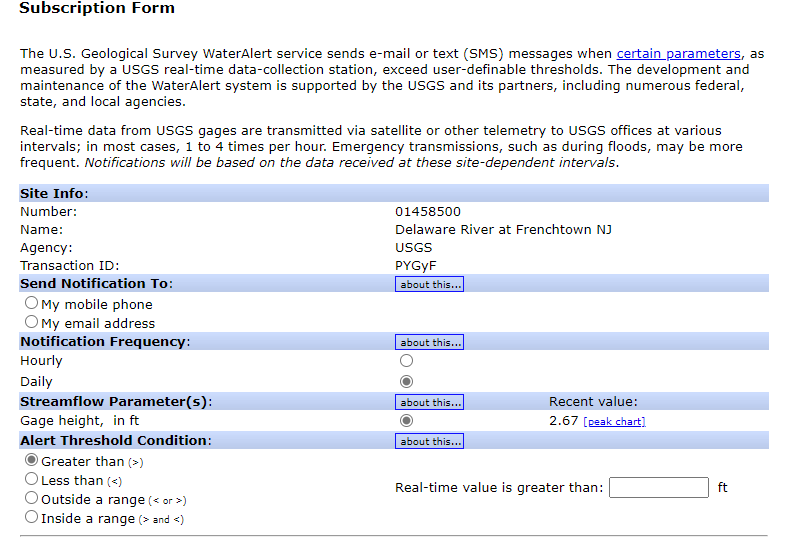 Subscription Form
The U.S. Geological Survey WaterAlert service sends e-mail or text (SMS) messages when certain parameters, as
measured by a USGS real-time data-collection station, exceed user-definable thresholds. The development and
maintenance of the WaterAlert system is supported by the USGS and its partners, including numerous federal,
state, and local agencies.
Real-time data from USGS gages are transmitted via satellite or other telemetry to USGS offices at various
intervals; in most cases, 1 to 4 times per hour. Emergency transmissions, such as during floods, may be more
frequent. Notifications will be based on the data received at these site-dependent intervals.
Site Info:
Number: 01458500
Name: Delaware River at Frenchtown NJ
Agency: USGS
Transaction ID: PYGyF
Send Notification To: about this...
My mobile phone
My email address
Notification Frequency: about this...
Hourly
Daily
Streamflow Parameter(s): about this... Recent value:
Gage height, in ft 2.67 [peak chart]
Alert Threshold Condition: about this...
Greater than (>)
Less than (<)
Outside a range (< or >)
Real-time value is greater than: ft
Inside a range (> and <)